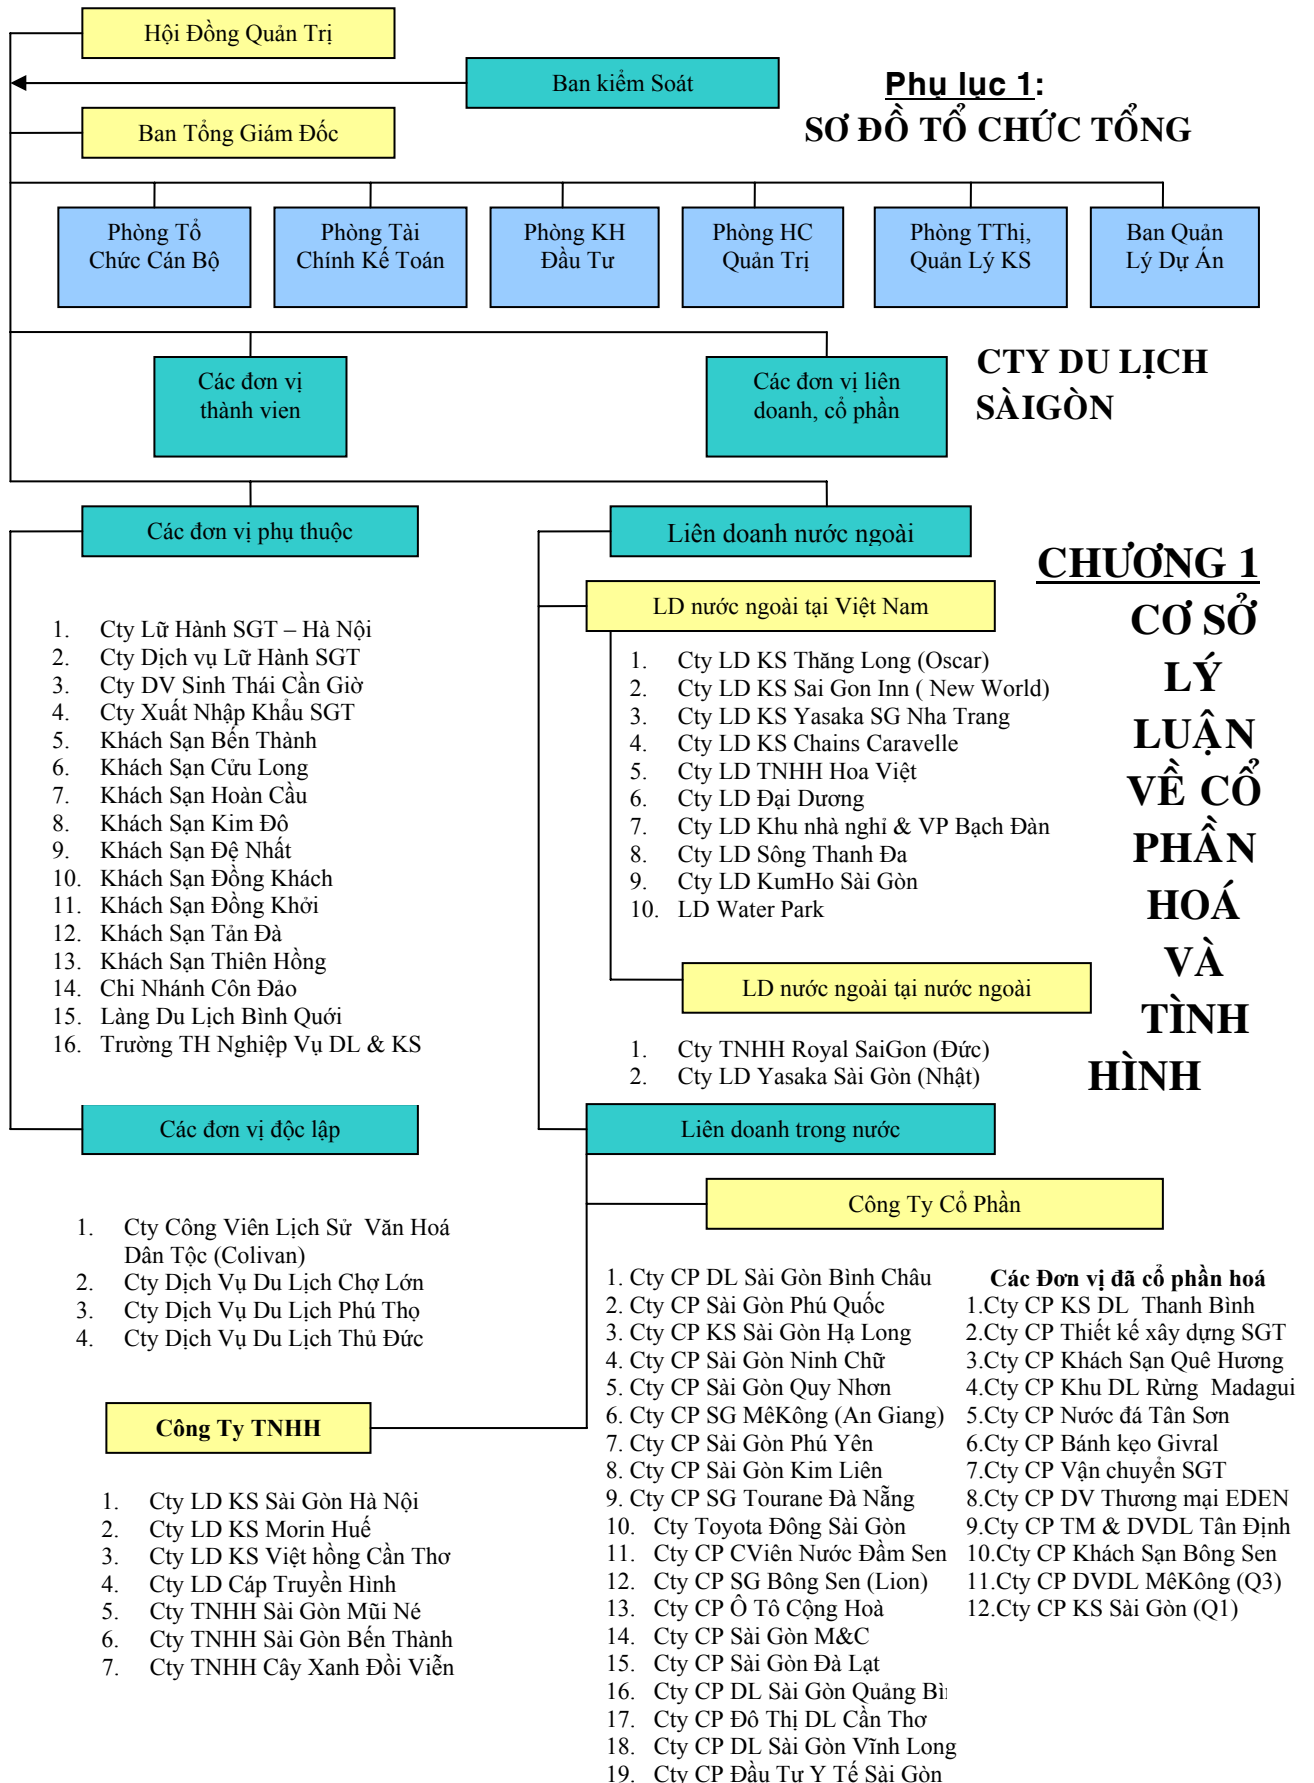 Hội Đồng Quản Trị
Ban kiểm Soát
Phụ lục 1:
SƠ ĐỒ TỔ CHỨC TỔNG
Ban Tổng Giám Đốc
Phòng Tổ
Chức Cán Bộ
Phòng Tài
Chính Kế Toán
Phòng KH
Đầu Tư
Phòng HC
Quản Trị
Phòng TThị,
Quản Lý KS
Ban Quản
Lý Dự Án
Các đơn vị
thành vien
Các đơn vị liên
doanh, cổ phần
CTY DU LỊCH
SÀIGÒN
Các đơn vị phụ thuộc
1. Cty Lữ Hành SGT – Hà Nội
2. Cty Dịch vụ Lữ Hành SGT
3. Cty DV Sinh Thái Cần Giờ
4. Cty Xuất Nhập Khẩu SGT
5. Khách Sạn Bến Thành
6. Khách Sạn Cửu Long
7. Khách Sạn Hoàn Cầu
8. Khách Sạn Kim Đô
9. Khách Sạn Đệ Nhất
10. Khách Sạn Đồng Khách
11. Khách Sạn Đồng Khởi
12. Khách Sạn Tản Đà
13. Khách Sạn Thiên Hồng
14. Chi Nhánh Côn Đảo
15. Làng Du Lịch Bình Quới
16. Trường TH Nghiệp Vụ DL & KS
Liên doanh nước ngoài
LD nước ngoài tại Việt Nam
1. Cty LD KS Thăng Long (Oscar)
2. Cty LD KS Sai Gon Inn ( New World)
3. Cty LD KS Yasaka SG Nha Trang
4. Cty LD KS Chains Caravelle
5. Cty LD TNHH Hoa Việt
6. Cty LD Đại Dương
7. Cty LD Khu nhà nghỉ & VP Bạch Đàn
8. Cty LD Sông Thanh Đa
9. Cty LD KumHo Sài Gòn
10. LD Water Park
LD nước ngoài tại nước ngoài
1. Cty TNHH Royal SaiGon (Đức)
2. Cty LD Yasaka Sài Gòn (Nhật)
CHƯƠNG 1
CƠ SỞ
LÝ
LUẬN
VỀ CỔ
PHẦN
HOÁ
VÀ
TÌNH
HÌNH
Các đơn vị độc lập
1. Cty Công Viên Lịch Sử Văn Hoá
Dân Tộc (Colivan)
2. Cty Dịch Vụ Du Lịch Chợ Lớn
3. Cty Dịch Vụ Du Lịch Phú Thọ
4. Cty Dịch Vụ Du Lịch Thủ Đức
Liên doanh trong nước
Công Ty TNHH
1. Cty LD KS Sài Gòn Hà Nội
2. Cty LD KS Morin Huế
3. Cty LD KS Việt hồng Cần Thơ
4. Cty LD Cáp Truyền Hình
5. Cty TNHH Sài Gòn Mũi Né
6. Cty TNHH Sài Gòn Bến Thành
7. Cty TNHH Cây Xanh Đồi Viễn
Công Ty Cổ Phần
1. Cty CP DL Sài Gòn Bình Châu
2. Cty CP Sài Gòn Phú Quốc
3. Cty CP KS Sài Gòn Hạ Long
4. Cty CP Sài Gòn Ninh Chữ
5. Cty CP Sài Gòn Quy Nhơn
6. Cty CP SG MêKông (An Giang)
7. Cty CP Sài Gòn Phú Yên
8. Cty CP Sài Gòn Kim Liên
9. Cty CP SG Tourane Đà Nẵng
10. Cty Toyota Đông Sài Gòn
11. Cty CP CViên Nước Đầm Sen
12. Cty CP SG Bông Sen (Lion)
13. Cty CP Ô Tô Cộng Hoà
14. Cty CP Sài Gòn M&C
15. Cty CP Sài Gòn Đà Lạt
16. Cty CP DL Sài Gòn Quảng
17. Cty CP Đô Thị DL Cần Thơ
18. Cty CP DL Sài Gòn Vĩnh Long
19. Cty CP Đầu Tư Y Tế Sài Gòn
Các Đơn vị đã cổ phần hoá
1.Cty CP KS DL Thanh Bình
2.Cty CP Thiết kế xây dựng SGT
3.Cty CP Khách Sạn Quê Hương
4.Cty CP Khu DL Rừng Madagui
5.Cty CP Nước đá Tân Sơn
6.Cty CP Bánh kẹo Givral
7.Cty CP Vận chuyển SGT
8.Cty CP DV Thương mại EDEN
9.Cty CP TM & DVDL Tân Định
10.Cty CP Khách Sạn Bông Sen
11.Cty CP DVDL MêKông (Q3)
12.Cty CP KS Sài Gòn (Q1)